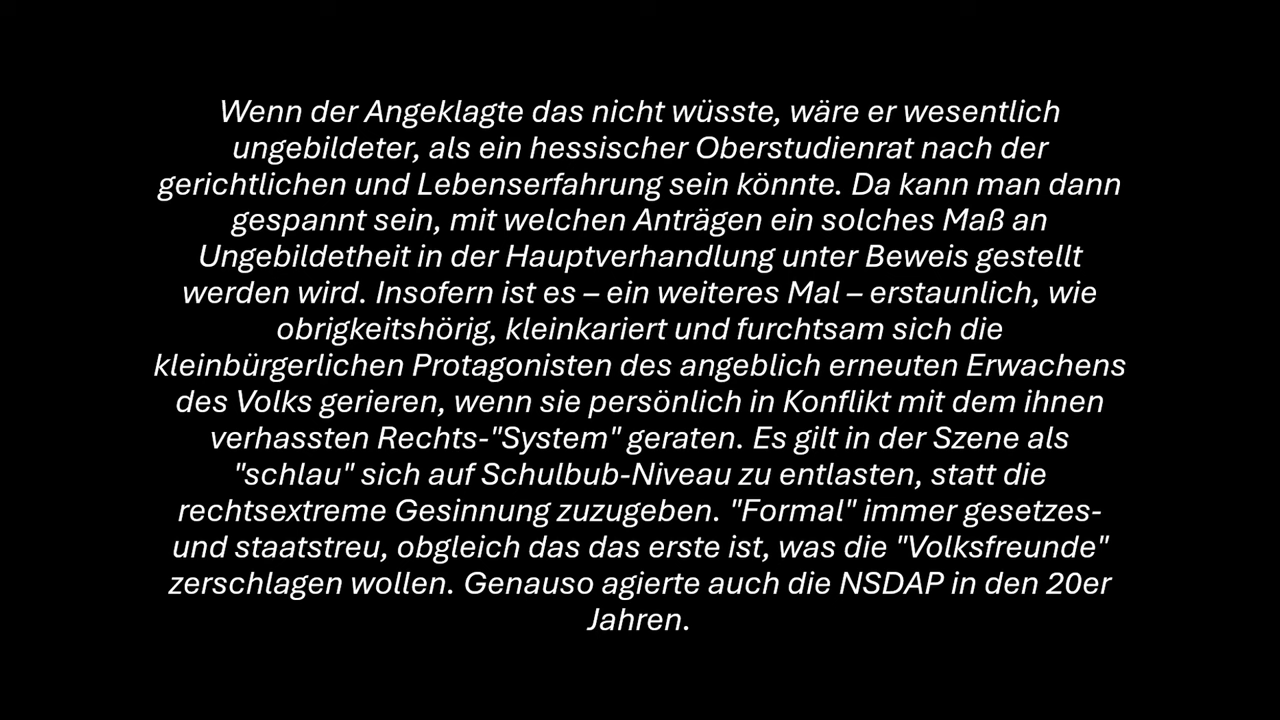 Wenn der Angeklagte das nicht wüsste, wäre er wesentlich
ungebildeter, als ein hessischer Oberstudienrat nach der
gerichtlichen und Lebenserfahrung sein könnte. Da kann man dann
gespannt sein, mit welchen Anträgen ein solches Maß an
Ungebildetheit in der Hauptverhandlung unter Beweis gestellt
werden wird. Insofern ist es – ein weiteres Mal – erstaunlich, wie
obrigkeitshörig, kleinkariert und furchtsam sich die
kleinbürgerlichen Protagonisten des angeblich erneuten Erwachens
des Volks gerieren, wenn sie persönlich in Konflikt mit dem ihnen
verhassten Rechts-"System" geraten. Es gilt in der Szene als
"schlau" sich auf Schulbub-Niveau zu entlasten, statt die
rechtsextreme Gesinnung zuzugeben. "Formal" immer gesetzes-
und staatstreu, obgleich das das erste ist, was die "Volksfreunde"
zerschlagen wollen. Genauso agierte auch die NSDAP in den 20er
Jahren.